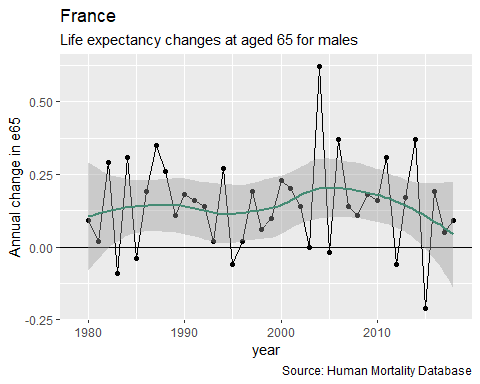 France
Life expectancy changes at aged 65 for males
Annual change in e65
0.50
0.25
0.00
-0.25
1980 1990 2000 2010
year
Source: Human Mortality Database